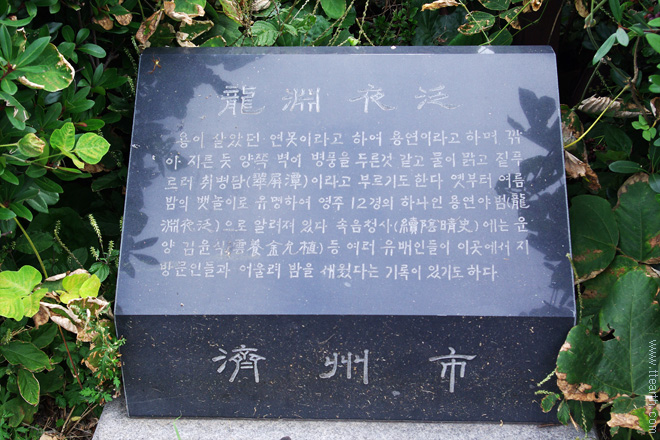 龍淵夜泛
용이 살았던 연못이라고 하여 용연이라고 하며 깎
아 지른 듯 양쪽 벽이 병풍을 두른것 같고 물이 맑고 짙푸
르러 취병담(翠屛潭)이라고 부르기도 한다 옛부터 여름
밤의 뱃놀이로 유명하여 영주 12경의 하나인 용연야범(龍
淵夜泛)으로 알려져 있다 속음청사(續陰晴史)에는 운
양 김윤식(雲養金允植)등 여러 유배인들이 이곳에서 지
방문인들과 어울려 밤을 새웠다는 기록이 있기도 하다
濟州市
www.ttearth.com